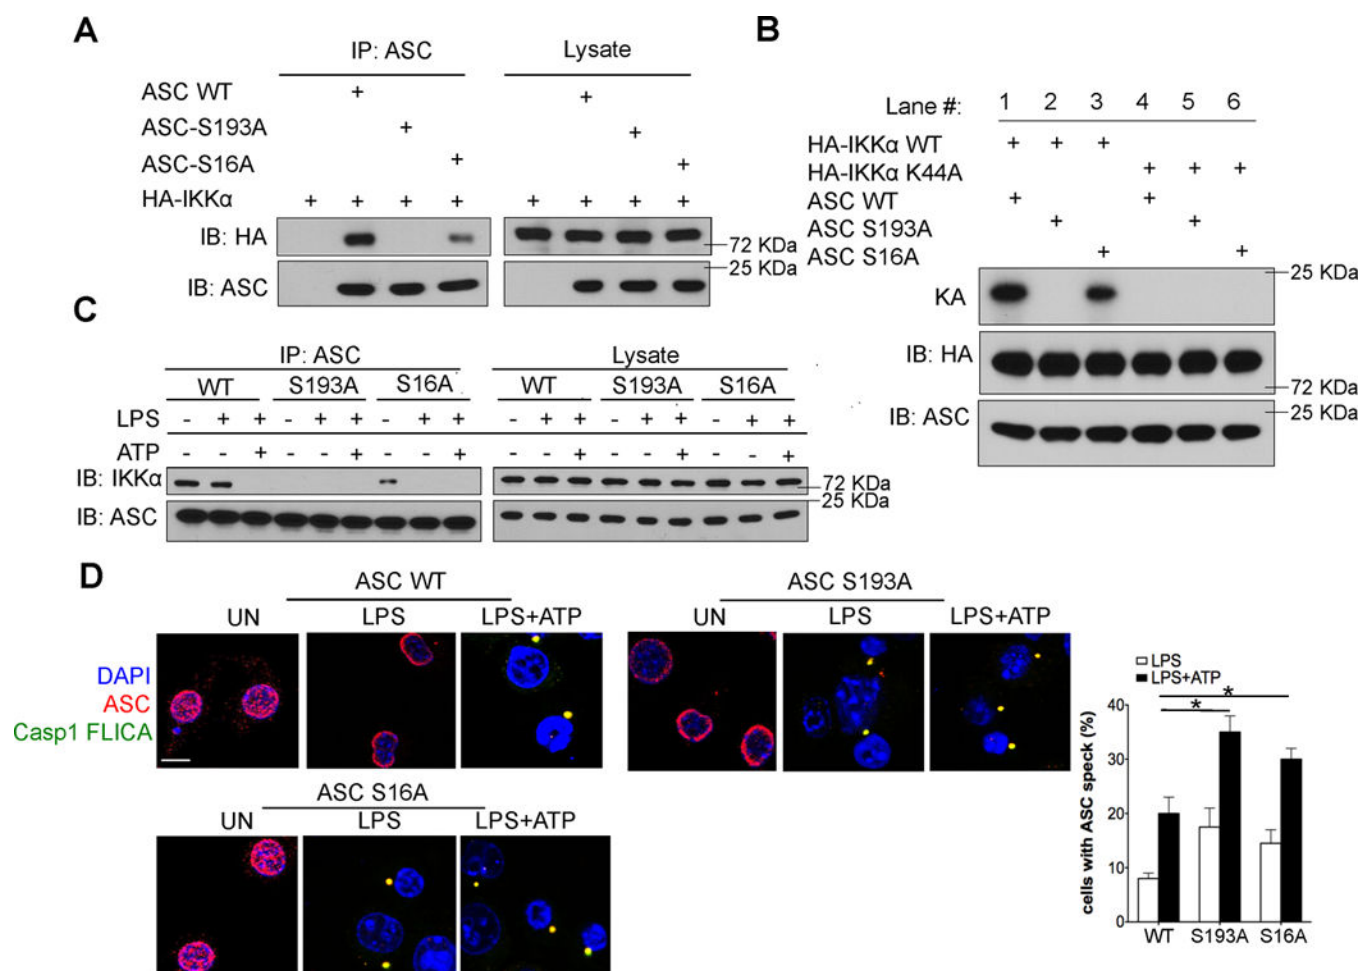 A
IP: ASC
Lysate
ASC WT + +
ASC-S193A + +
ASC-S16A + +
HA-IKKα + + + + + + + +
IB: HA
72 KDa
25 KDa
IB: ASC
B
Lane #: 1 2 3 4 5 6
HA-IKKα WT + + +
HA-IKKα K44A + + +
ASC WT + +
ASC S193A + +
ASC S16A + +
25 KDa
KA
IB: HA
72 KDa
25 KDa
IB: ASC
C
IP: ASC
Lysate
WT S193A S16A WT S193A S16A
LPS - + + - + + - + + - + + - + + - + +
ATP - - + - - + - - + - - + - - + - - +
IB: IKKα
72 KDa
25 KDa
IB: ASC
D
ASC WT
ASC S193A
UN LPS LPS+ATP
UN LPS LPS+ATP
DAPI
ASC
Casp1 FLICA
ASC S16A
UN LPS LPS+ATP
LPS
LPS+ATP
* *
cells with ASC speck (%)
40
30
20
10
0
WT S193A S16A